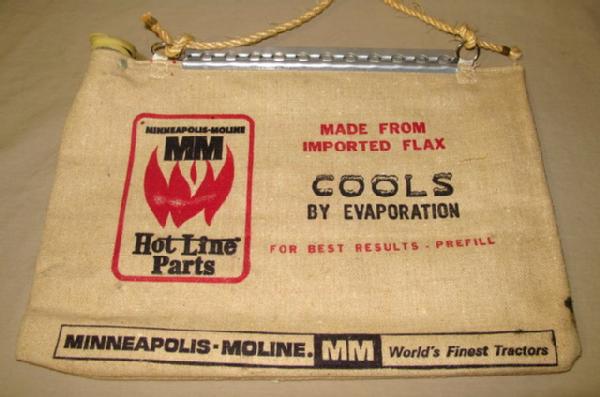 MINNEAPOLIS-MOLINE
MM
Hot Line
Parts
MADE FROM
IMPORTED FLAX
COOLS
BY EVAPORATION
FOR BEST RESULTS - PREFILL
MINNEAPOLIS-MOLINE. MM World's Finest Tractors